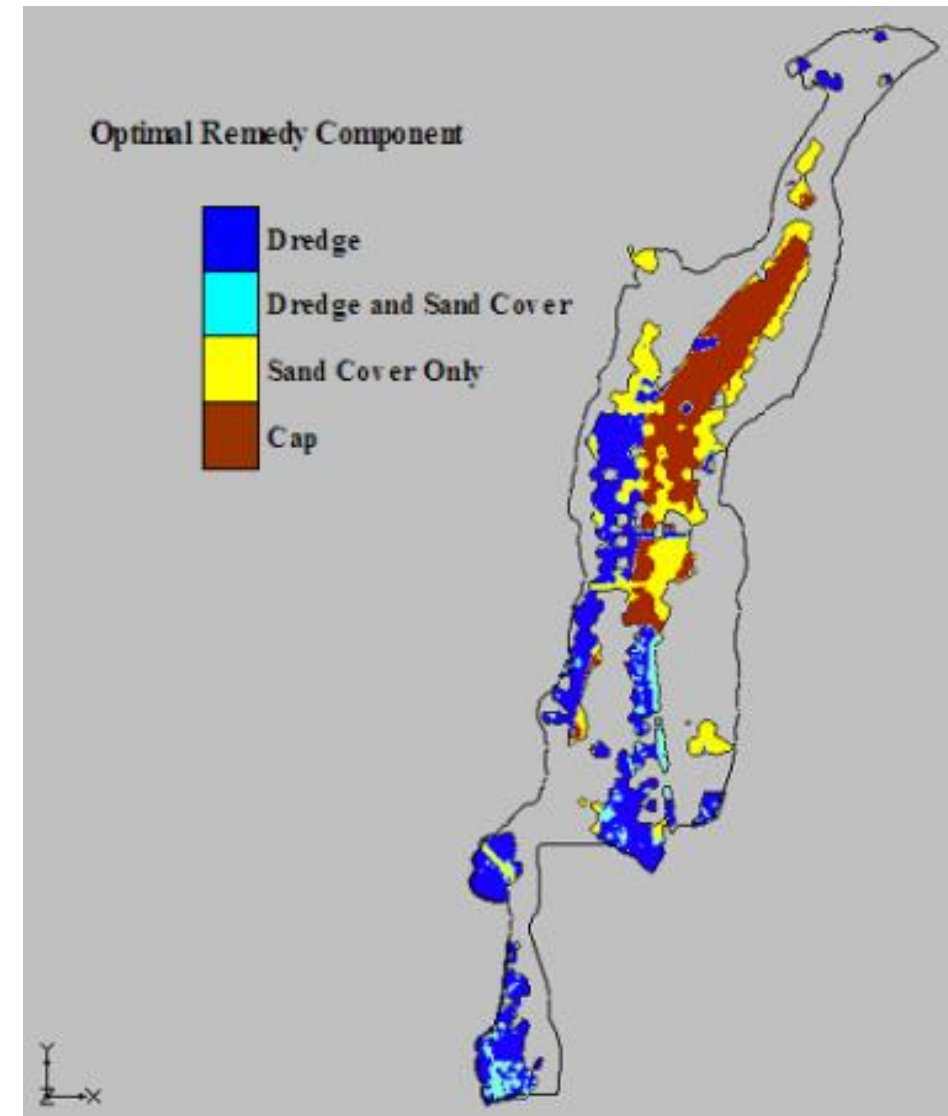 Optimal Remedy Component
Dredge
Dredge and Sand Cover
Sand Cover Only
Cap
Y
Z
X